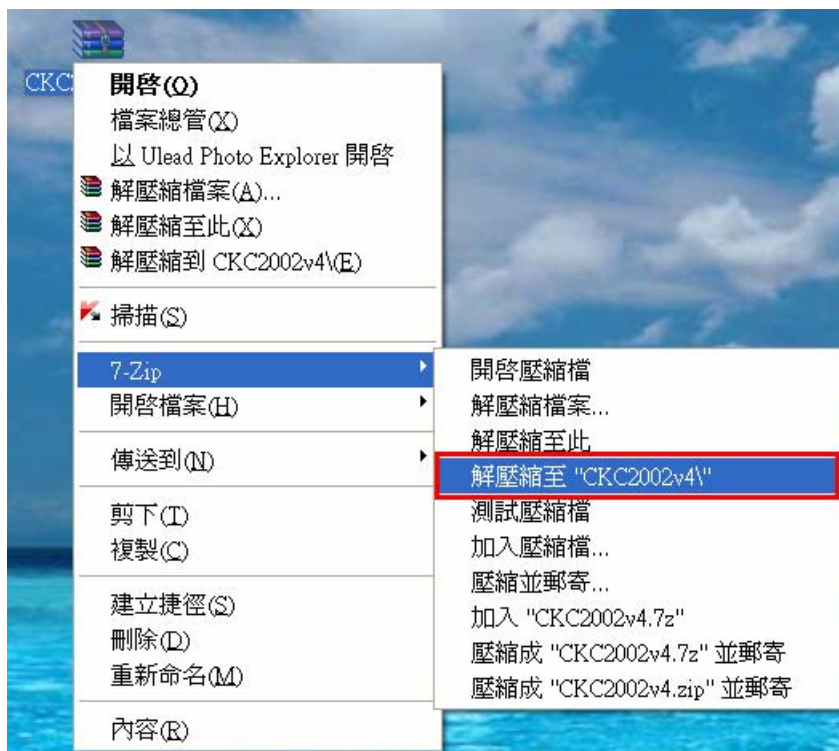 CKC
開啓(O)
檔案總管(X)
以 Ulead Photo Explorer 開啓
解壓縮檔案(A)...
解壓縮至此(X)
解壓縮到 CKC2002v4\(E)
掃描(S)
7-Zip
開啓檔案(H)
傳送到(N)
剪下(T)
複製(C)
建立捷徑(S)
刪除(D)
重新命名(M)
內容(R)
開啓壓縮檔
解壓縮檔案...
解壓縮至此
解壓縮至 "CKC2002v4\"
測試壓縮檔
加入壓縮檔...
壓縮並郵寄...
加入 "CKC2002v4.7z"
壓縮成 "CKC2002v4.7z" 並郵寄
壓縮成 "CKC2002v4.zip" 並郵寄